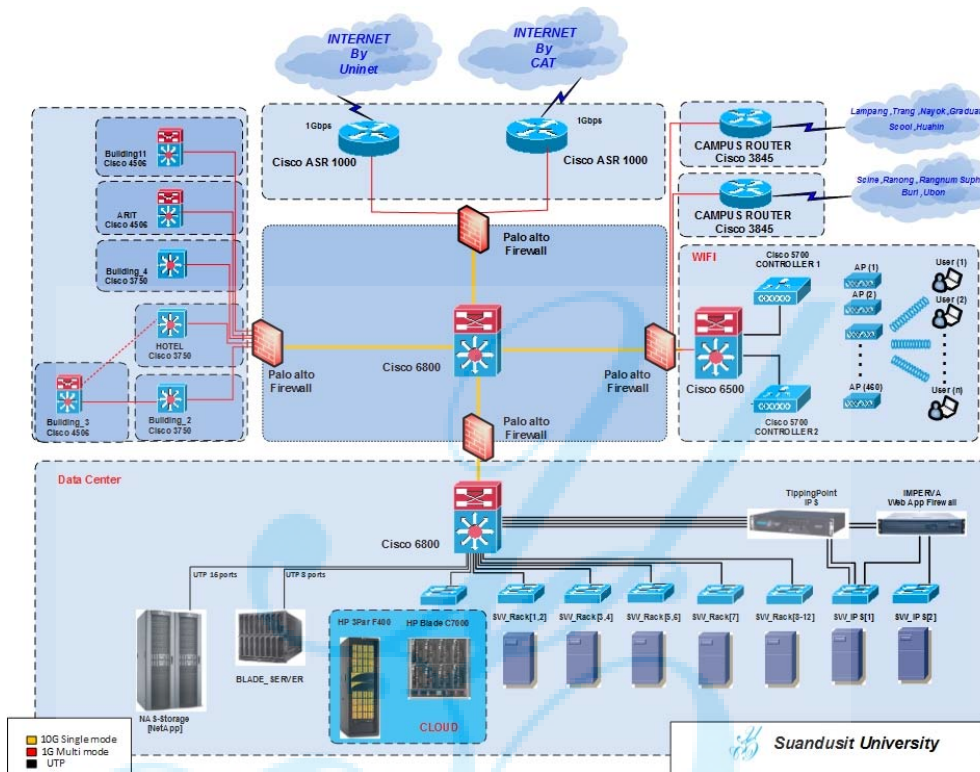 INTERNET
By
Uninet
INTERNET
By
CAT
1Gbps
Cisco ASR 1000
1Gbps
Cisco ASR 1000
CAMPUS ROUTER
Cisco 3845
Lampang ,Trang ,Nayok,Graduat
Scool,Huahin
CAMPUS ROUTER
Cisco 3845
Scine ,Ranong ,Rangnum Suph
Buri ,Ubon
Building11
Cisco 4506
ARIT
Cisco 4506
Building_4
Cisco 3750
HOTEL
Cisco 3750
Building_3
Cisco 4506
Building_2
Cisco 3750
Palo alto
Firewall
Palo alto
Firewall
Cisco 6800
Palo alto
Firewall
Palo alto
Firewall
WIFI
Cisco 5700
CONTROLLER 1
Cisco 6500
Cisco 5700
CONTROLLER 2
AP (1)
AP (2)
AP (460)
User (1)
User (2)
User (n)
Data Center
Cisco 6800
TippingPoint
IPS
IMPERVA
Web App Firewall
UTP 16 ports
UTP 8 ports
NAS-Storage
[NetApp]
BLADE_SERVER
HP 3Par F400
HP Blade C7000
CLOUD
SW_Rack[1,2]
SW_Rack[3,4]
SW_Rack[5,6]
SW_Rack[7]
SW_Rack[8-12]
SW_IPS[1]
SW_IPS[2]
10G Single mode
1G Multi mode
UTP
Suandusit University